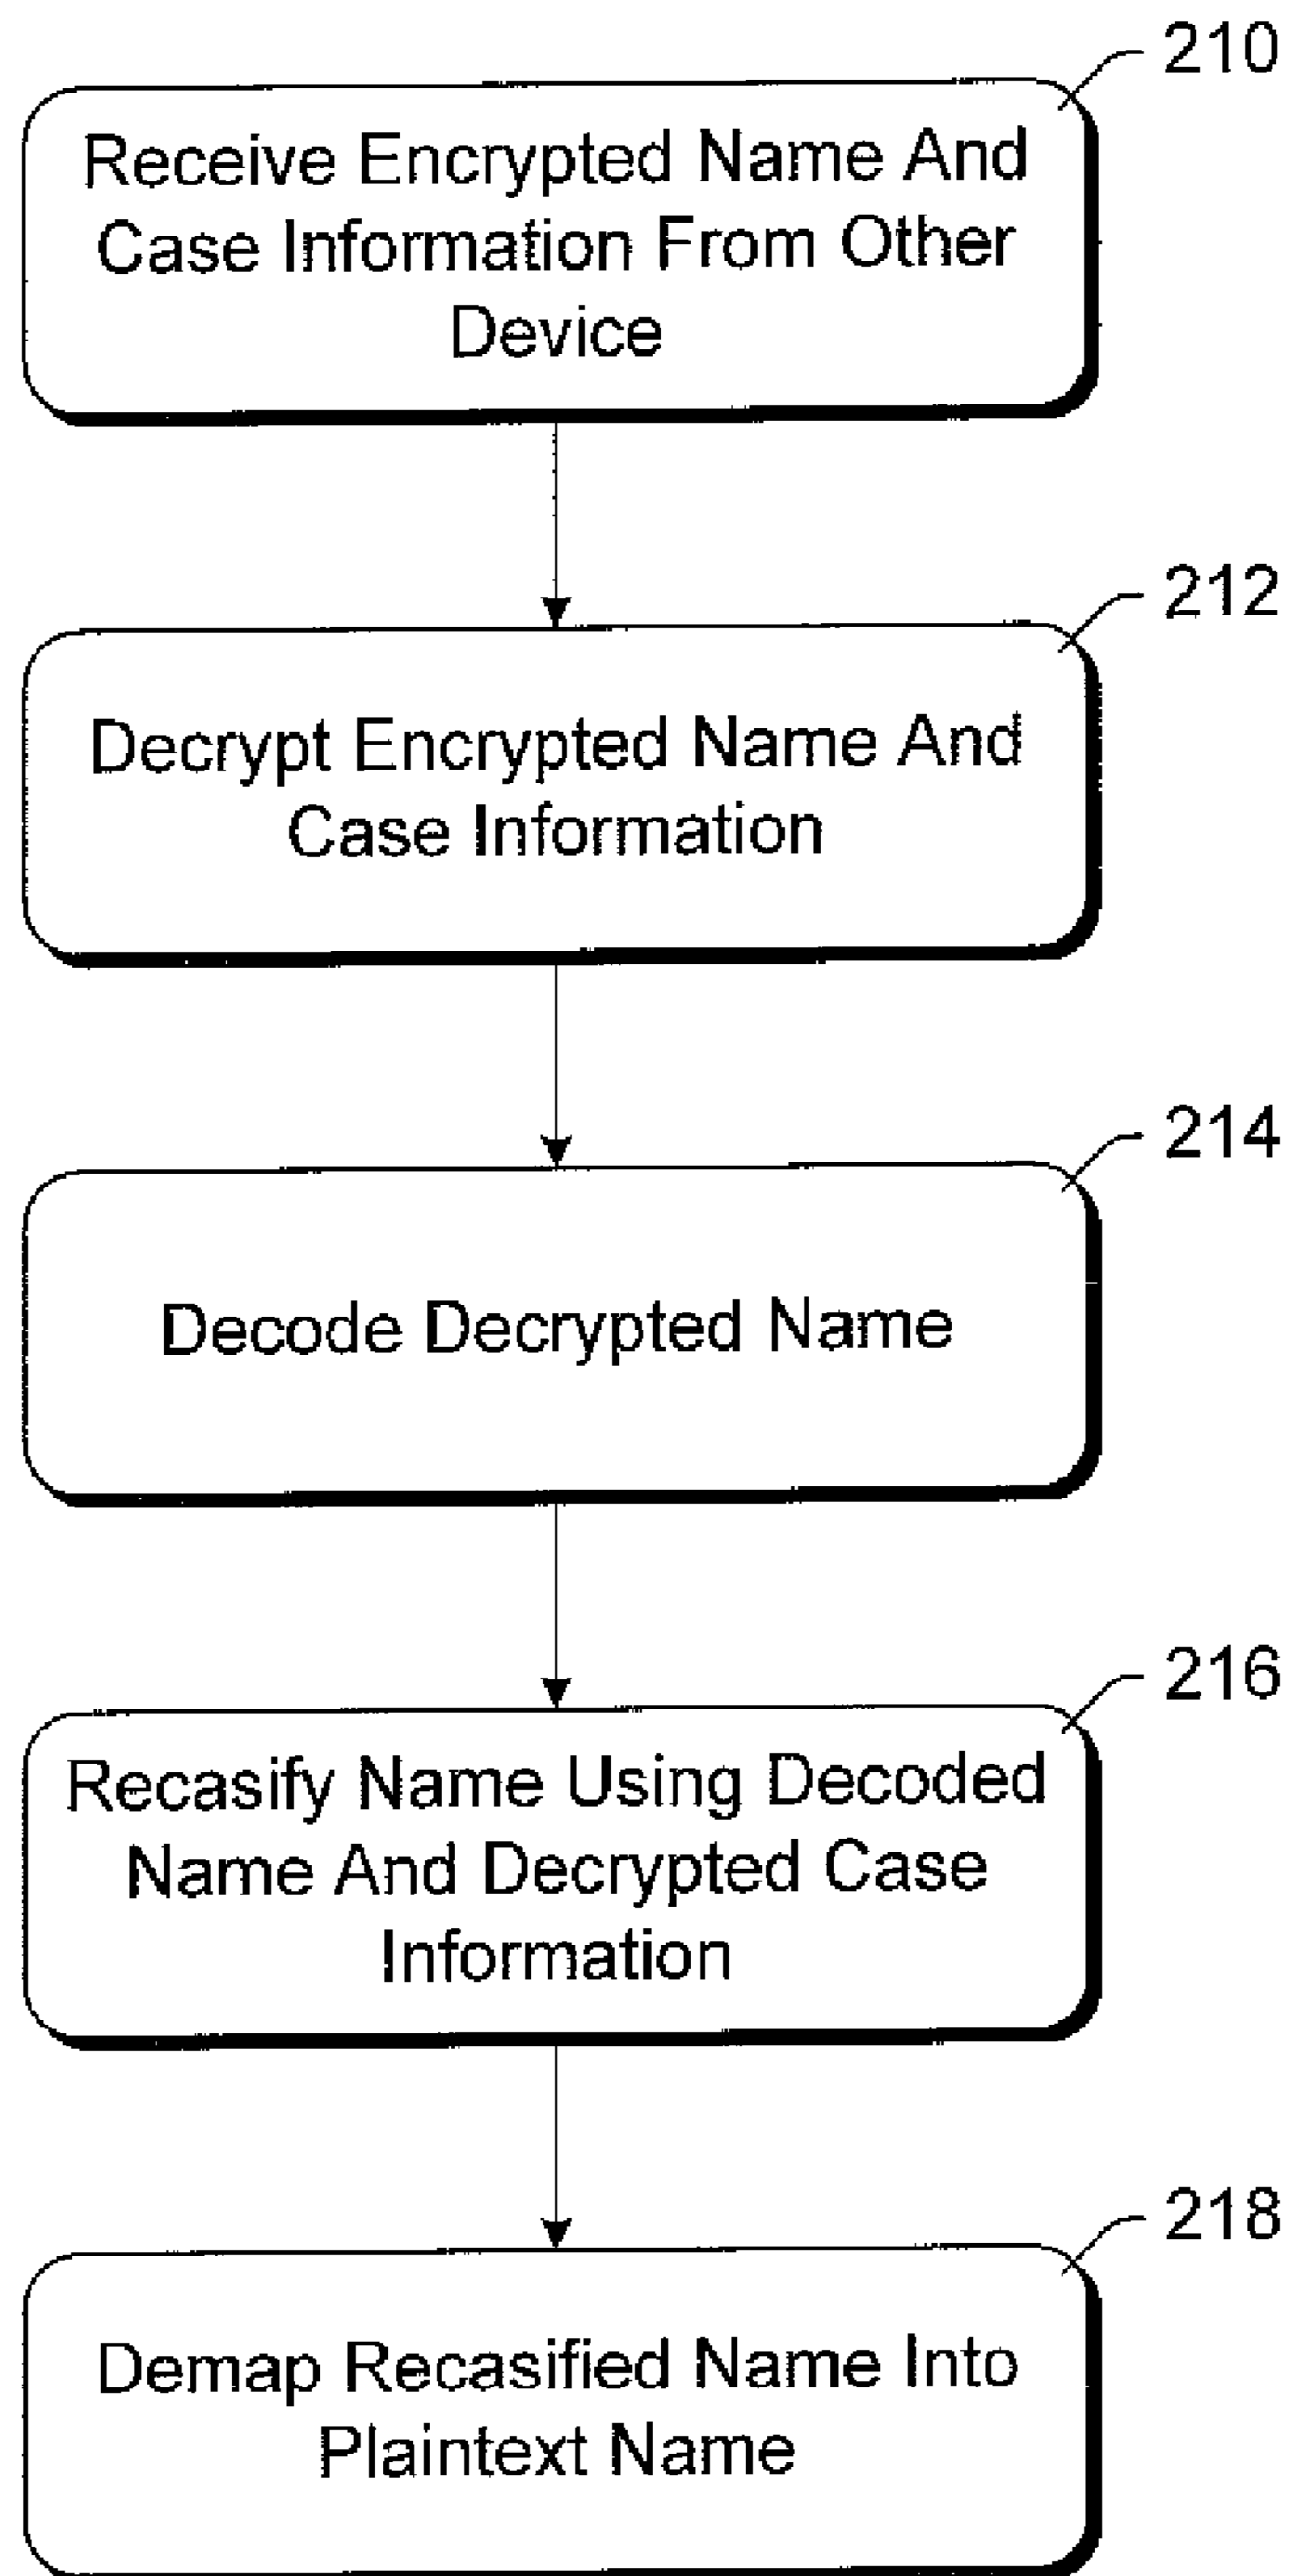 210
Receive Encrypted Name And
Case Information From Other
Device
212
Decrypt Encrypted Name And
Case Information
214
Decode Decrypted Name
216
Recasify Name Using Decoded
Name And Decrypted Case
Information
218
Demap Recasified Name Into
Plaintext Name